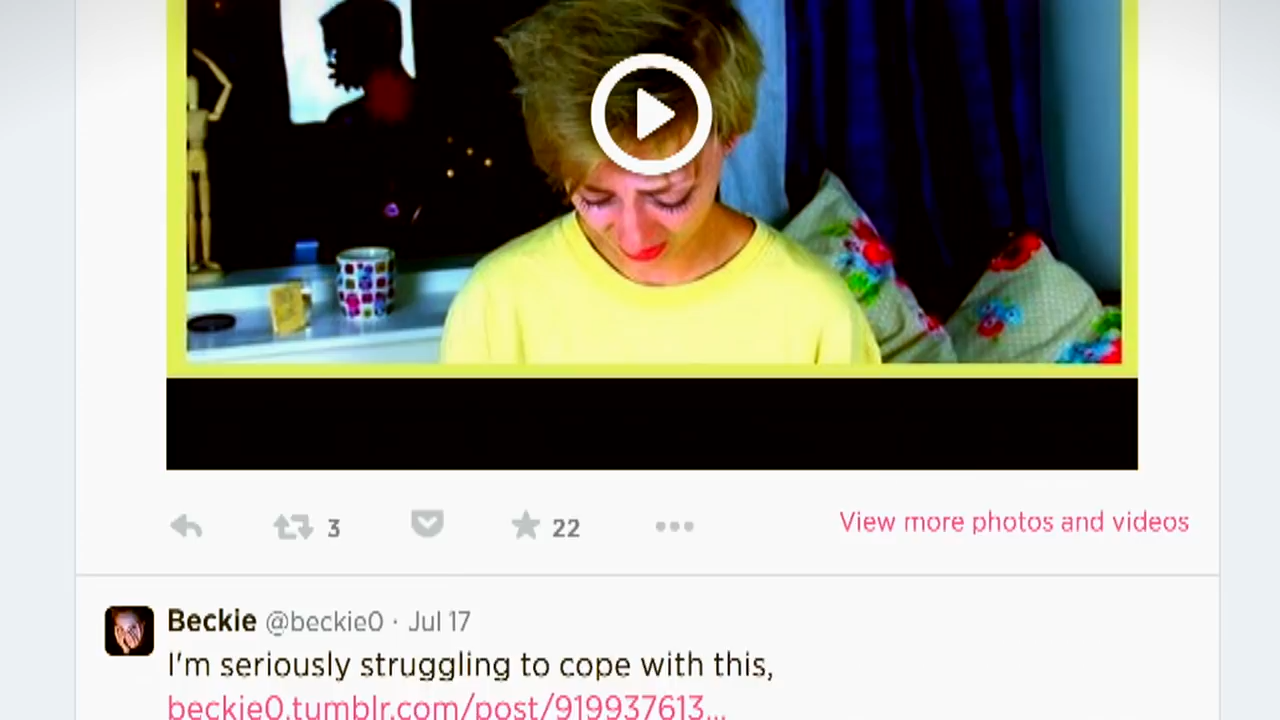 3
22
View more photos and videos
Beckie @beckie0 · Jul 17
I'm seriously struggling to cope with this,
beckie0.tumblr.com/post/919937613...